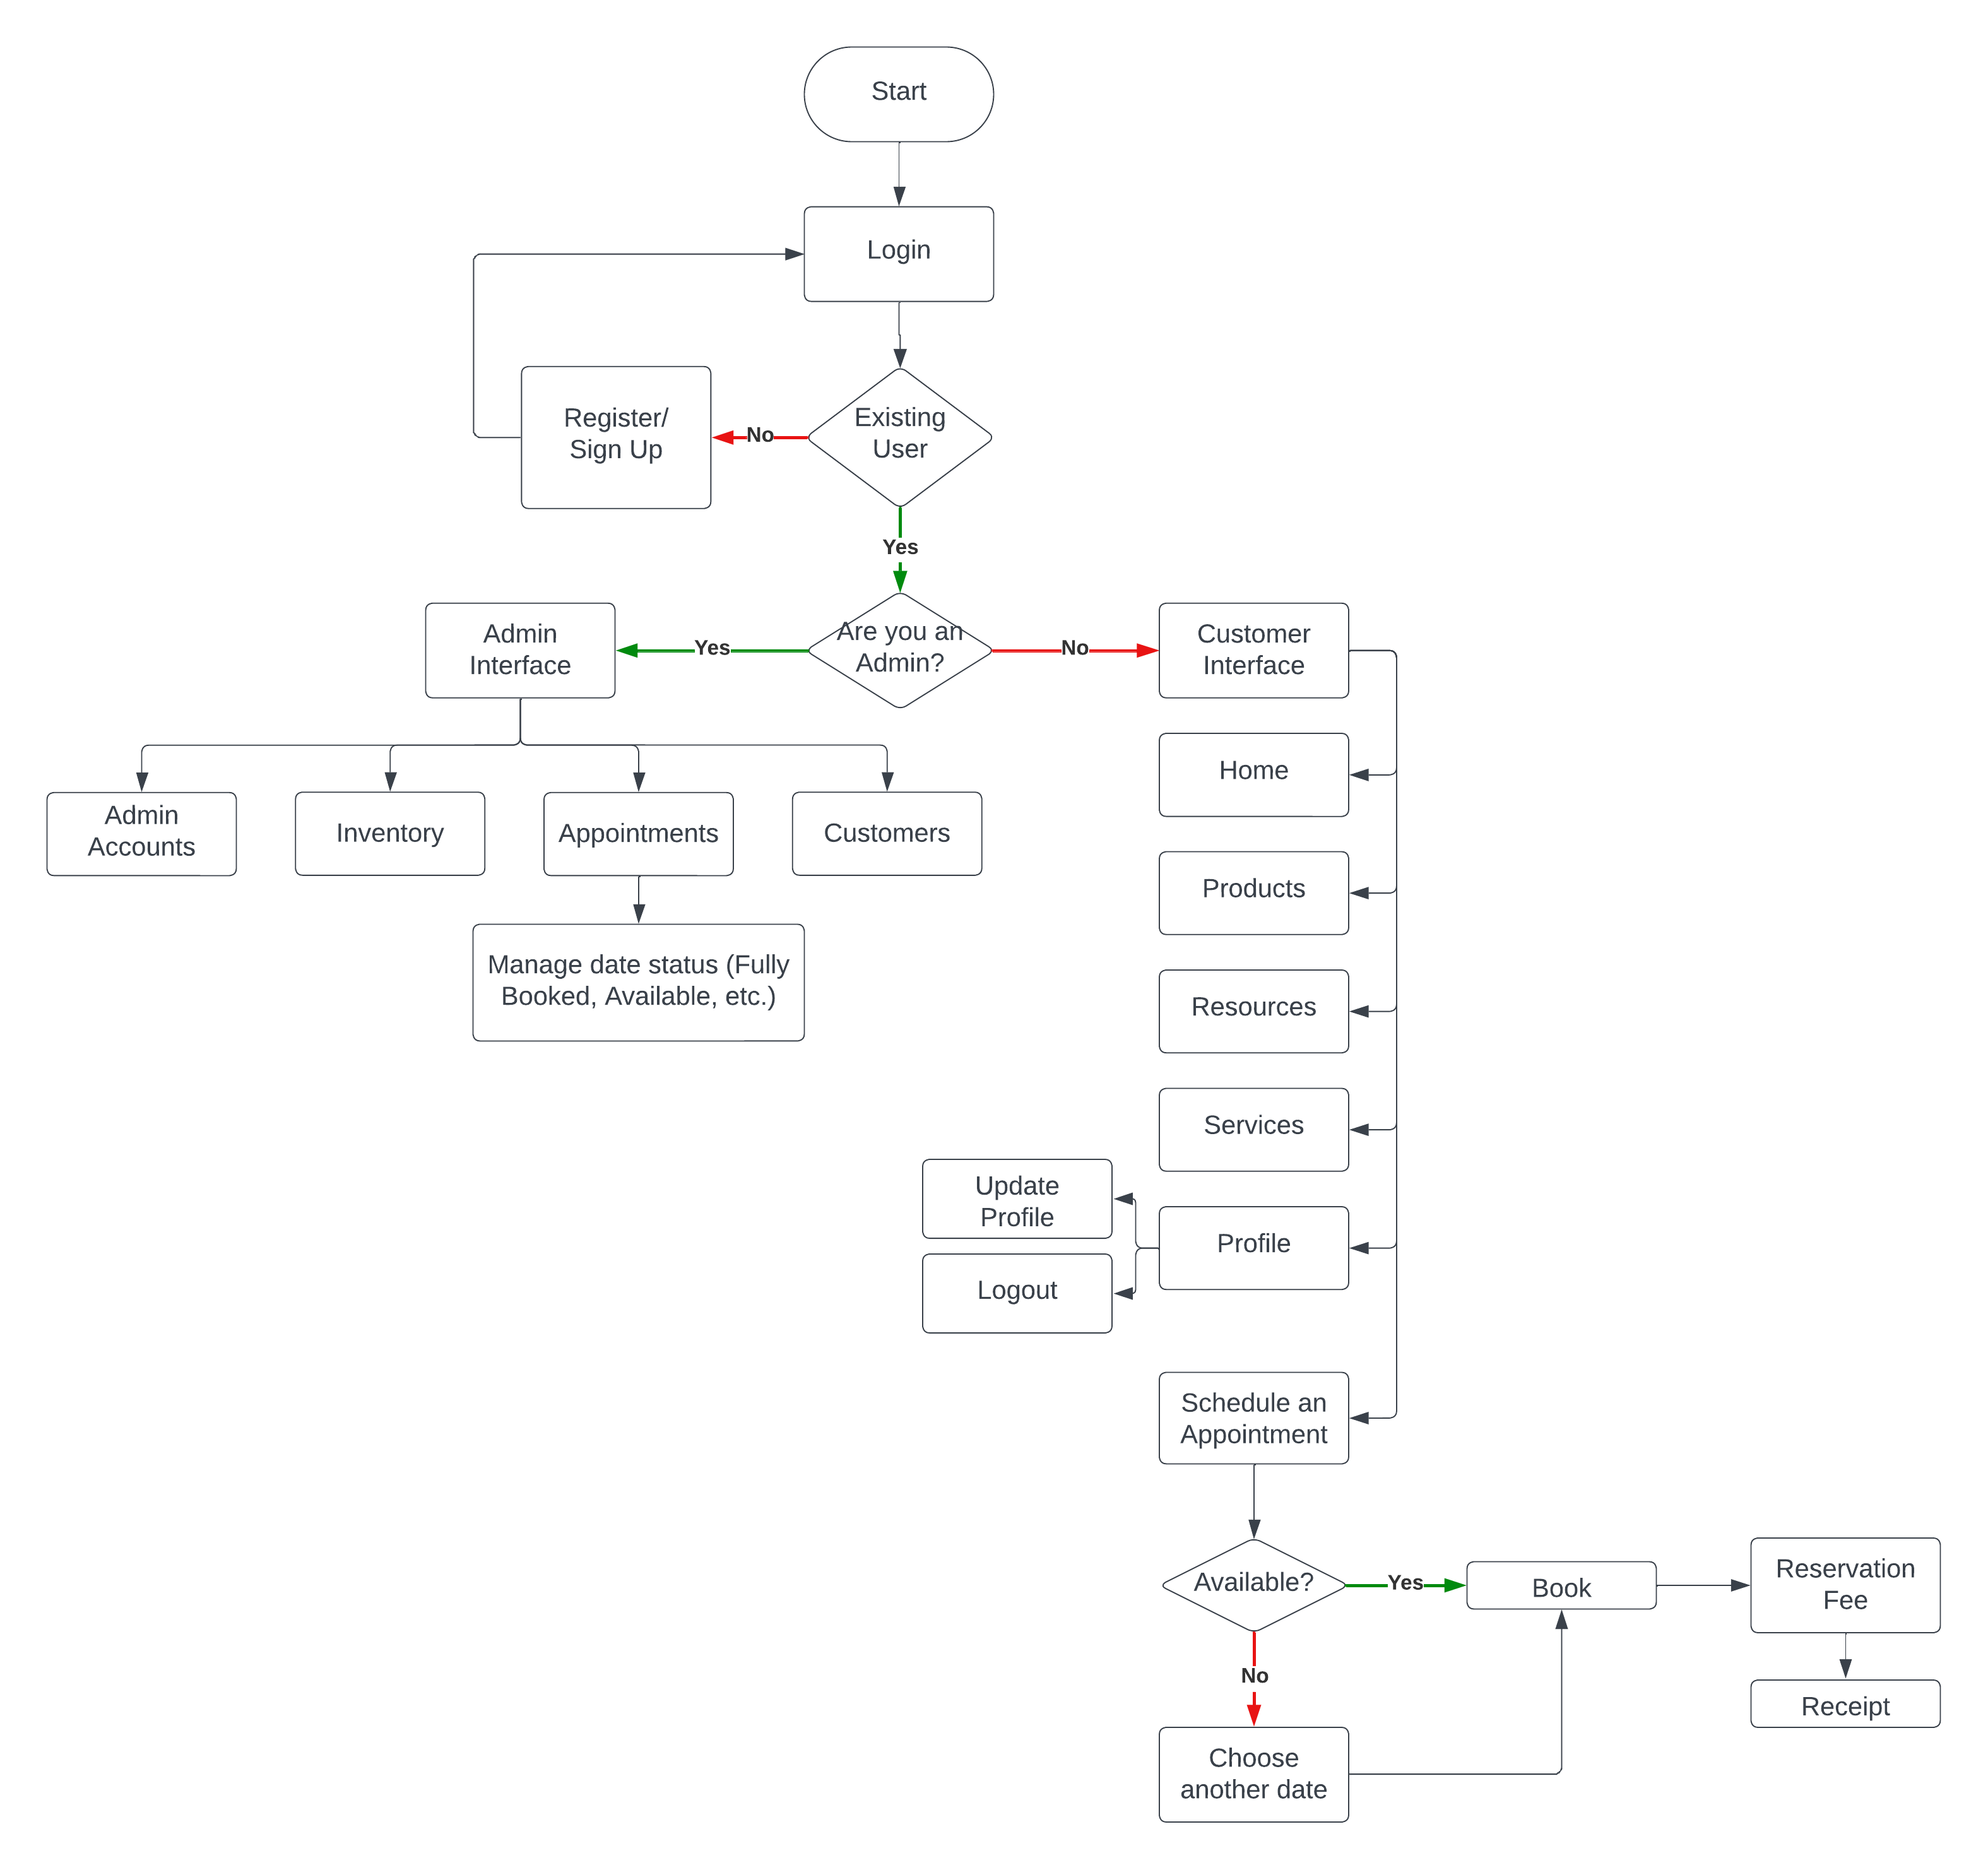 Start
Login
Existing
User
Register/
Sign Up
No
Yes
Admin
Interface
Yes
Are you an
Admin?
No
Customer
Interface
Home
Admin
Accounts
Inventory
Appointments
Customers
Products
Manage date status (Fully
Booked, Available, etc.)
Resources
Services
Update
Profile
Profile
Logout
Schedule an
Appointment
Available?
Yes
Book
Reservation
Fee
No
Receipt
Choose
another date